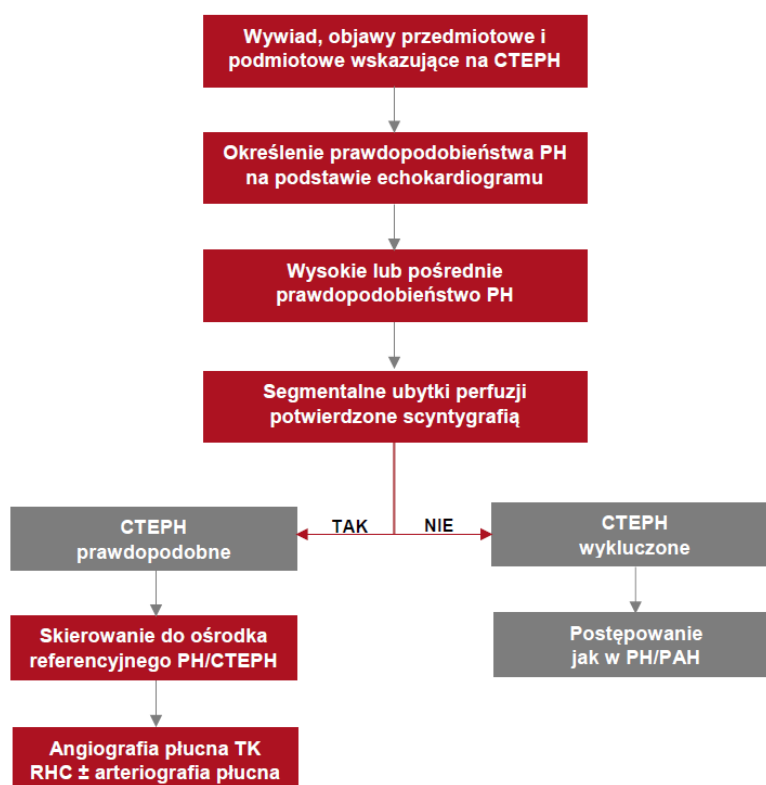 Wywiad, objawy przedmiotowe i
podmiotowe wskazujące na CTEPH
Określenie prawdopodobieństwa PH
na podstawie echokardiogramu
Wysokie lub pośrednie
prawdopodobieństwo PH
Segmentalne ubytki perfuzji
potwierdzone scyntygrafią
TAK
NIE
CTEPH
prawdopodobne
CTEPH
wykluczone
Skierowanie do ośrodka
referencyjnego PH/CTEPH
Postępowanie
jak w PH/PAH
Angiografia płucna TK
RHC ± arteriografia płucna